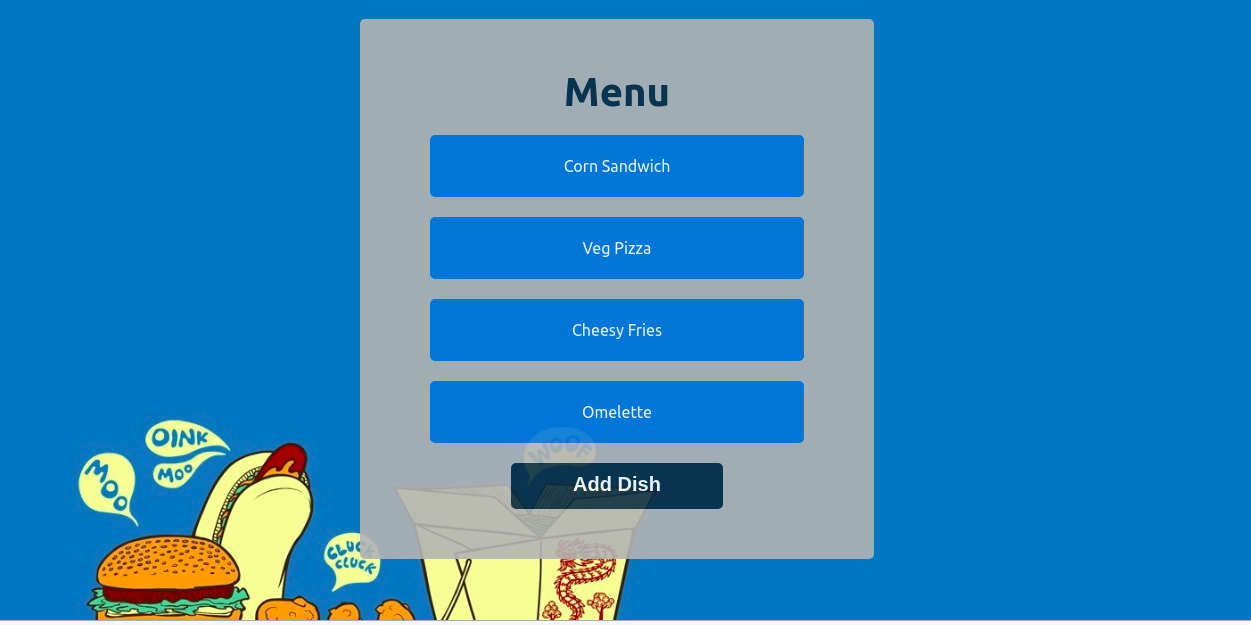 Menu
Corn Sandwich
Veg Pizza
Cheesy Fries
Omelette
Add Dish
OINK
MOO
MOO
WOOF
CLUCK
CLUCK